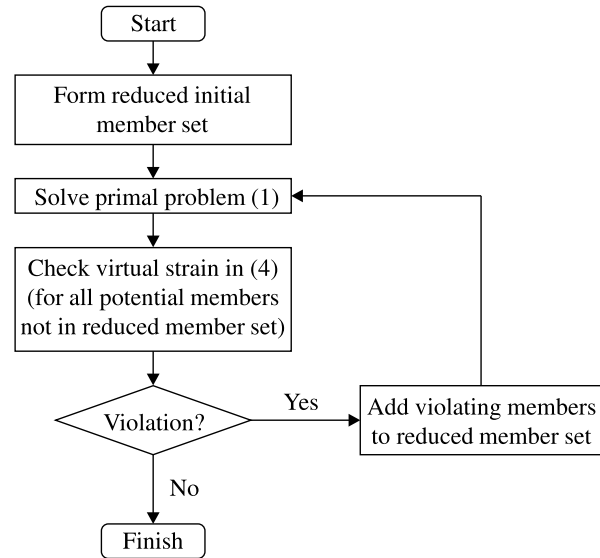 Start
Form reduced initial
member set
Solve primal problem (1)
Check virtual strain in (4)
(for all potential members
not in reduced member set)
Violation?
Yes
Add violating members
to reduced member set
No
Finish